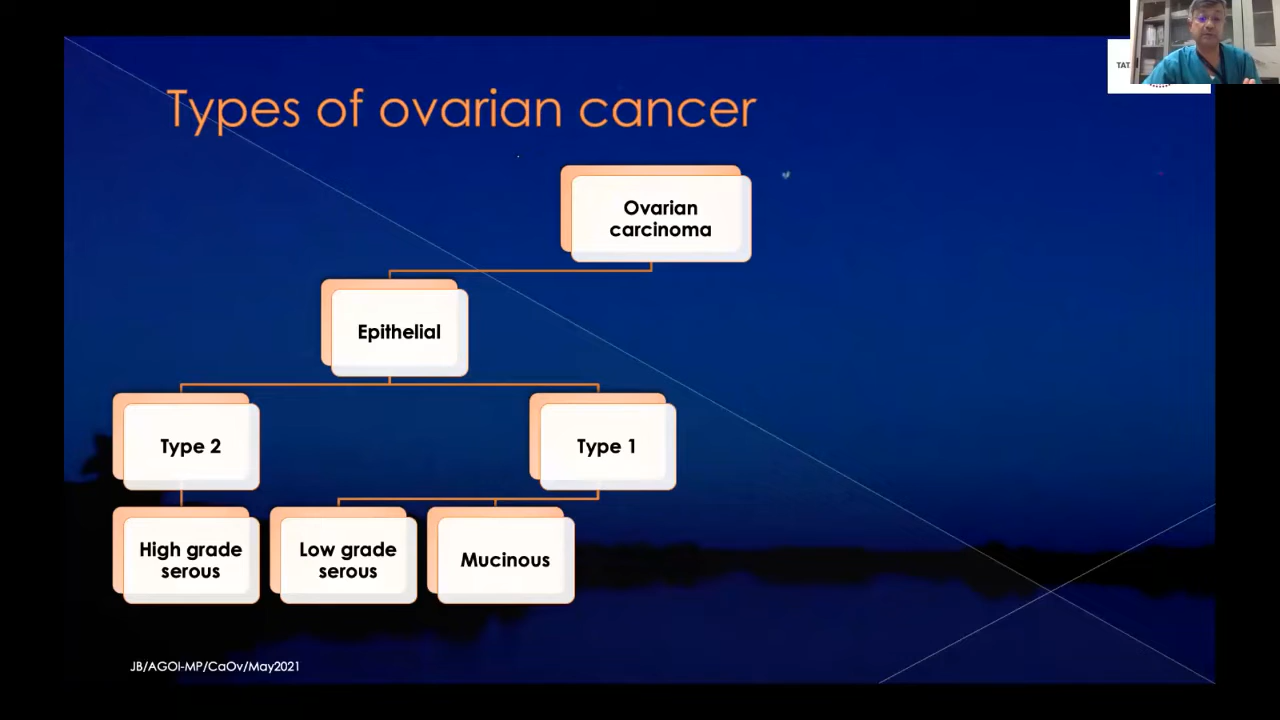 Types of ovarian cancer
Ovarian
carcinoma
Epithelial
Type 2
Type 1
High grade
serous
Low grade
serous
Mucinous
JB/AGOI-MP/CaOv/May2021
TAT